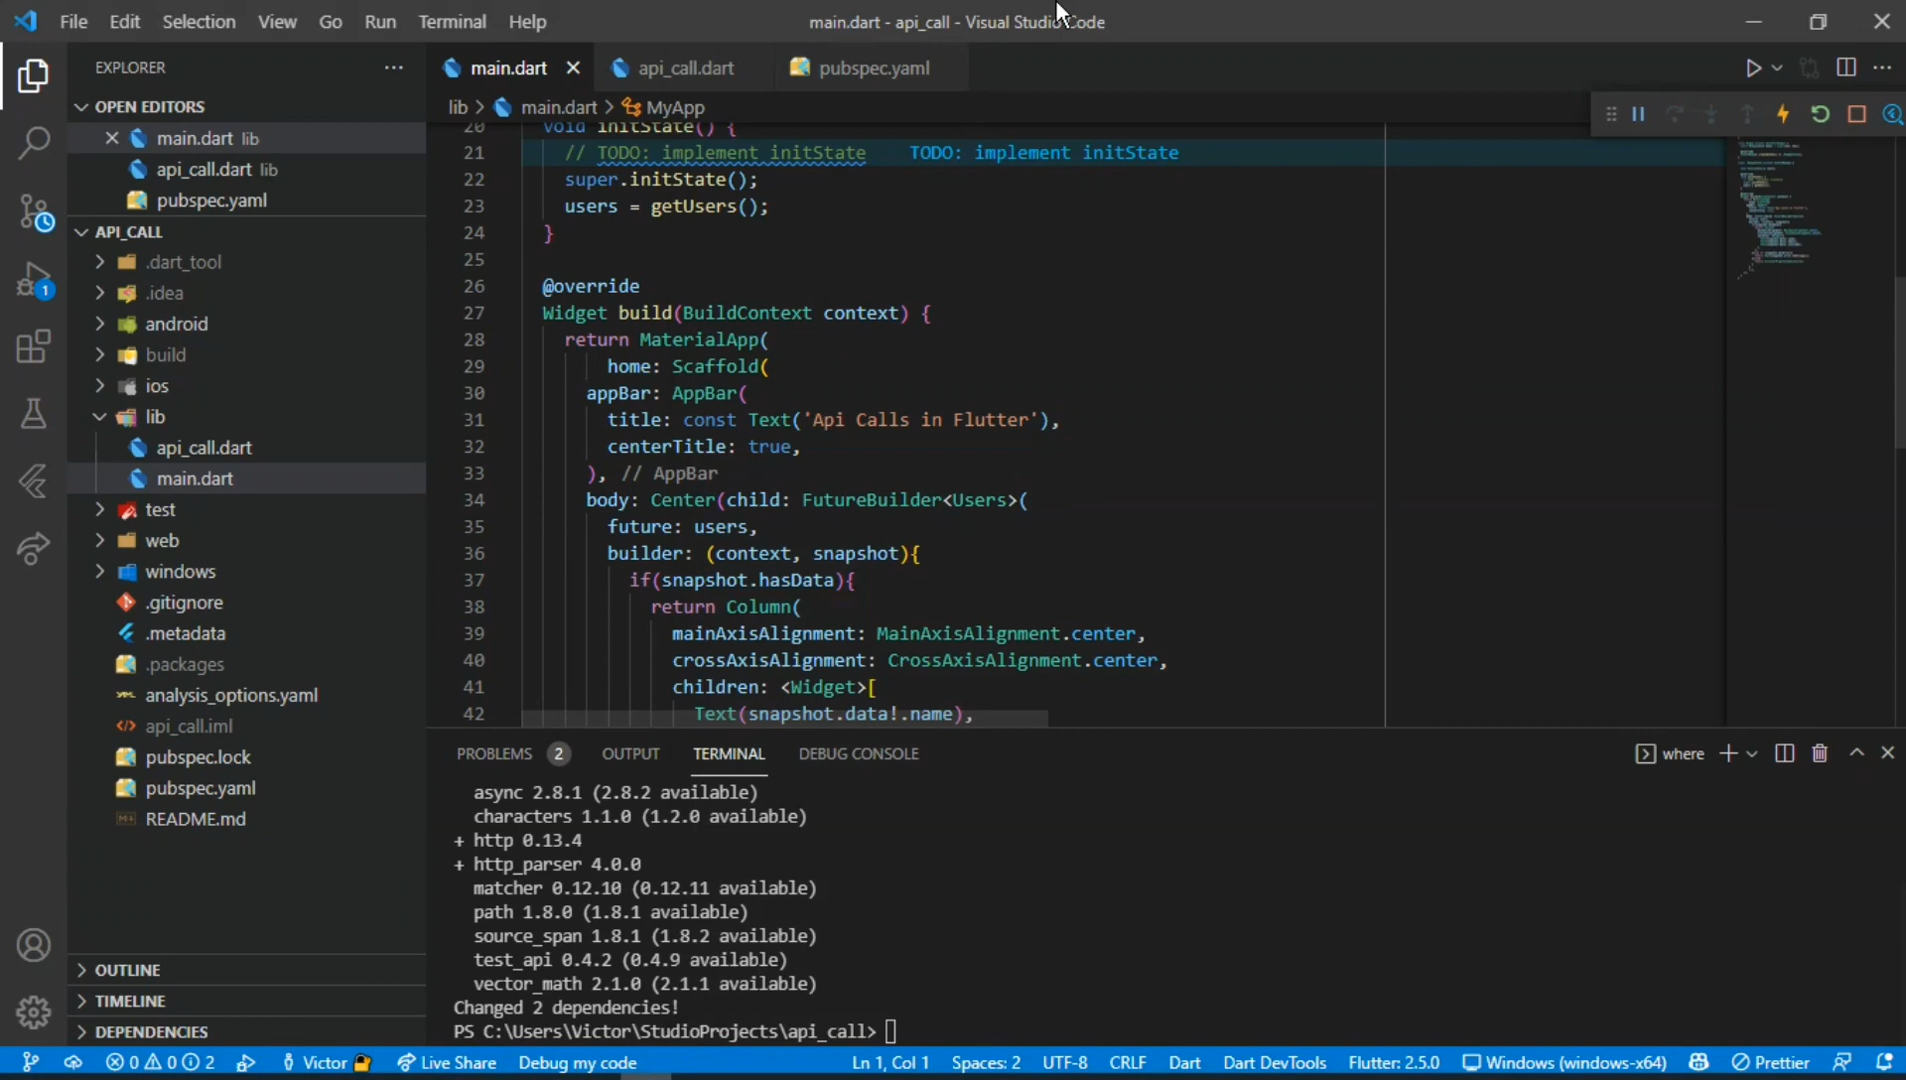 File Edit Selection View Go Run Terminal Help
main.dart - api_call - Visual Studio Code
EXPLORER
OPEN EDITORS
main.dart lib
api_call.dart lib
pubspec.yaml
API_CALL
.dart_tool
.idea
android
build
ios
lib
api_call.dart
main.dart
test
web
windows
.gitignore
.metadata
.packages
analysis_options.yaml
api_call.iml
pubspec.lock
pubspec.yaml
README.md
OUTLINE
TIMELINE
DEPENDENCIES
main.dart api_call.dart pubspec.yaml
lib > main.dart > MyApp
20 void initState() {
21 // TODO: implement initState TODO: implement initState
22 super.initState();
23 users = getUsers();
24 }
25
26 @override
27 Widget build(BuildContext context) {
28 return MaterialApp(
29 home: Scaffold(
30 appBar: AppBar(
31 title: const Text('Api Calls in Flutter'),
32 centerTitle: true,
33 ), // AppBar
34 body: Center(child: FutureBuilder<Users>(
35 future: users,
36 builder: (context, snapshot){
37 if(snapshot.hasData){
38 return Column(
39 mainAxisAlignment: MainAxisAlignment.center,
40 crossAxisAlignment: CrossAxisAlignment.center,
41 children: <Widget>[
42 Text(snapshot.data!.name),
PROBLEMS 2 OUTPUT TERMINAL DEBUG CONSOLE
where
async 2.8.1 (2.8.2 available)
characters 1.1.0 (1.2.0 available)
+ http 0.13.4
+ http_parser 4.0.0
matcher 0.12.10 (0.12.11 available)
path 1.8.0 (1.8.1 available)
source_span 1.8.1 (1.8.2 available)
test_api 0.4.2 (0.4.9 available)
vector_math 2.1.0 (2.1.1 available)
Changed 2 dependencies!
PS C:\Users\Victor\StudioProjects\api_call>
1
0 0 2 Victor Live Share Debug my code Ln 1, Col 1 Spaces: 2 UTF-8 CRLF Dart Dart DevTools Flutter: 2.5.0 Windows (windows-x64) Prettier